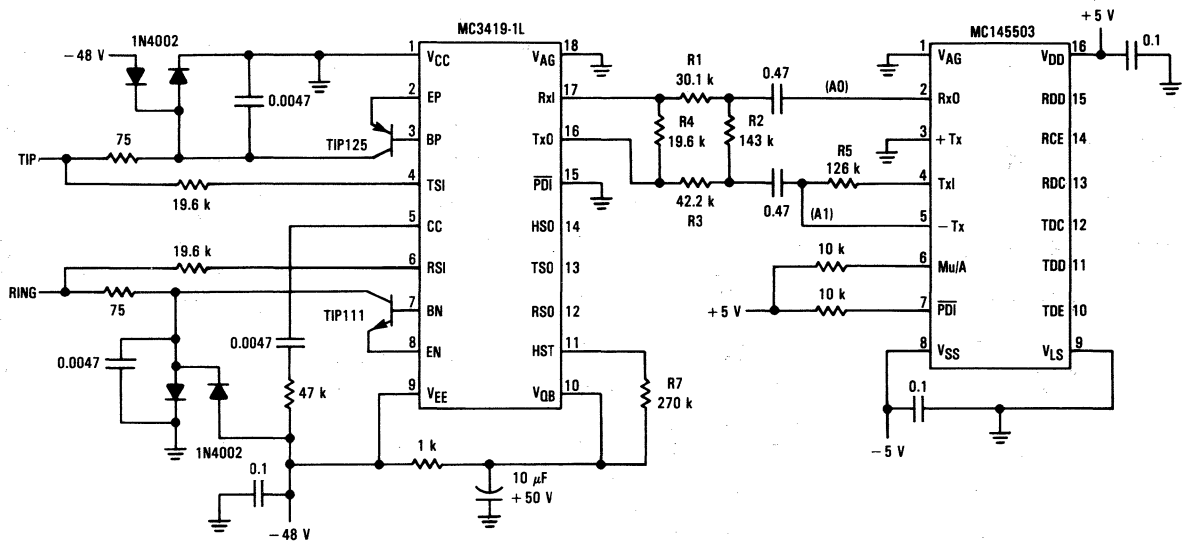 MC3419-1L
MC145503
+5 V
1N4002
−48 V
1 VCC
VAG 18
1 VAG
VDD 16
0.1
0.0047
R1
30.1 k
0.47
(A0)
2 EP
RxI 17
2 RxO
RDD 15
R4
19.6 k
R2
143 k
75
TIP125
3 BP
TxO 16
3 + Tx
RCE 14
TIP
R5
126 k
4 TSI
PDI 15
4 TxI
RDC 13
19.6 k
42.2 k
R3
0.47
(A1)
5 CC
HSO 14
5 − Tx
TDC 12
19.6 k
10 k
6 RSI
TSO 13
6 Mu/A
TDD 11
RING
75
TIP111
7 BN
RSO 12
10 k
+5 V
7 PDI
TDE 10
0.0047
0.0047
8 EN
HST 11
8 VSS
VLS 9
47 k
9 VEE
VQB 10
R7
270 k
0.1
1N4002
1 k
−5 V
0.1
10 μF
+50 V
−48 V